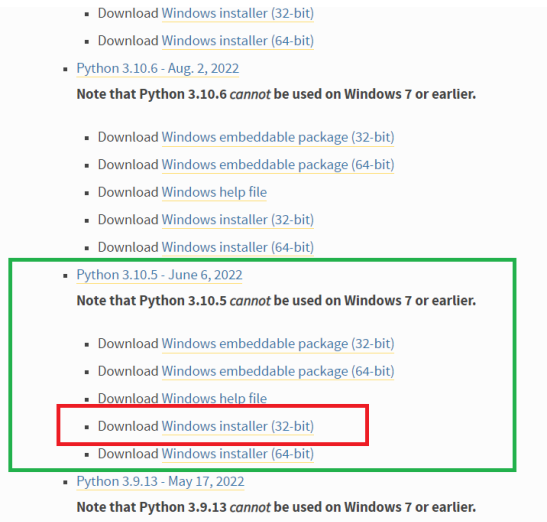 Download Windows installer (32-bit)
Download Windows installer (64-bit)
Python 3.10.6 - Aug. 2, 2022
Note that Python 3.10.6 cannot be used on Windows 7 or earlier.
Download Windows embeddable package (32-bit)
Download Windows embeddable package (64-bit)
Download Windows help file
Download Windows installer (32-bit)
Download Windows installer (64-bit)
Python 3.10.5 - June 6, 2022
Note that Python 3.10.5 cannot be used on Windows 7 or earlier.
Download Windows embeddable package (32-bit)
Download Windows embeddable package (64-bit)
Download Windows help file
Download Windows installer (32-bit)
Download Windows installer (64-bit)
Python 3.9.13 - May 17, 2022
Note that Python 3.9.13 cannot be used on Windows 7 or earlier.